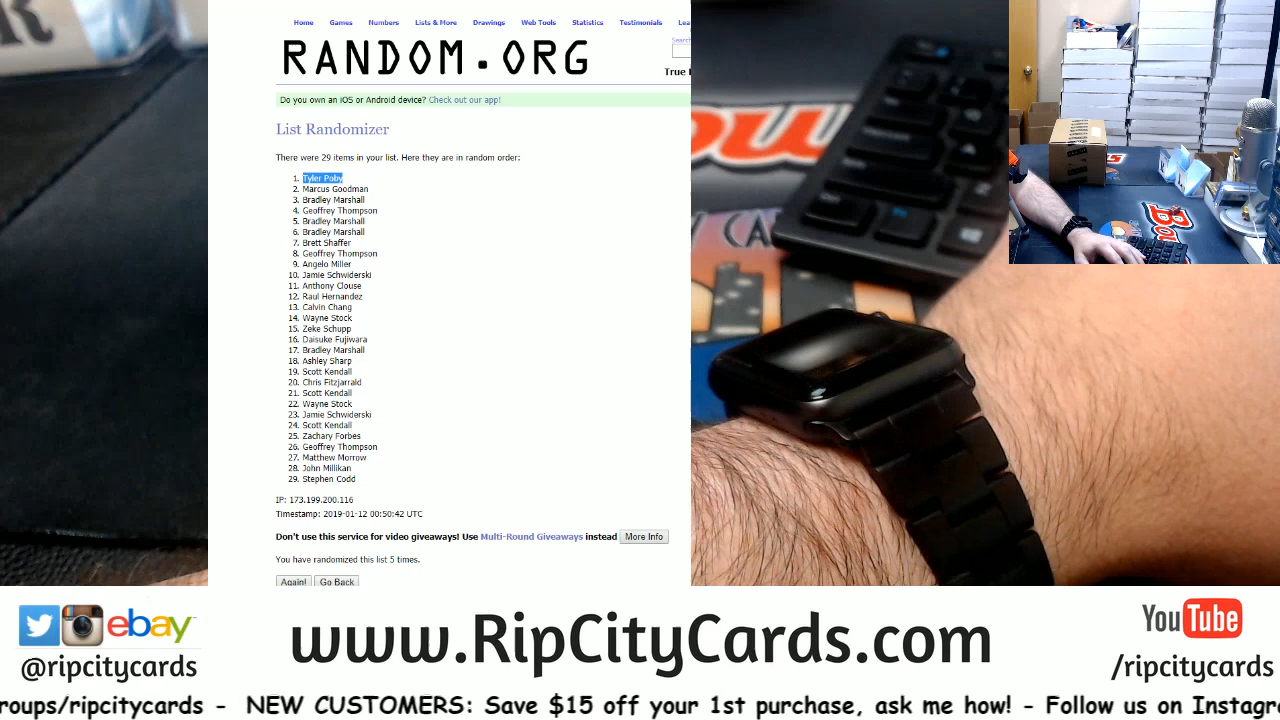 Home Games Numbers Lists & More Drawings Web Tools Statistics Testimonials Lea
Search
RANDOM.ORG
True
Do you own an iOS or Android device? Check out our app!
List Randomizer
There were 29 items in your list. Here they are in random order:
1. Tyler Poby
2. Marcus Goodman
3. Bradley Marshall
4. Geoffrey Thompson
5. Bradley Marshall
6. Bradley Marshall
7. Brett Shaffer
8. Geoffrey Thompson
9. Angelo Miller
10. Jamie Schwiderski
11. Anthony Clouse
12. Raul Hernandez
13. Calvin Chang
14. Wayne Stock
15. Zeke Schupp
16. Daisuke Fujiwara
17. Bradley Marshall
18. Ashley Sharp
19. Scott Kendall
20. Chris Fitzjarrald
21. Scott Kendall
22. Wayne Stock
23. Jamie Schwiderski
24. Scott Kendall
25. Zachary Forbes
26. Geoffrey Thompson
27. Matthew Morrow
28. John Millikan
29. Stephen Codd
IP: 173.199.200.116
Timestamp: 2019-01-12 00:50:42 UTC
Don't use this service for video giveaways! Use Multi-Round Giveaways instead More Info
You have randomized this list 5 times.
Again! Go Back
ebay
@ripcitycards
www.RipCityCards.com
YouTube
/ripcitycards
roups/ripcitycards - NEW CUSTOMERS: Save $15 off your 1st purchase, ask me how! - Follow us on Instagr